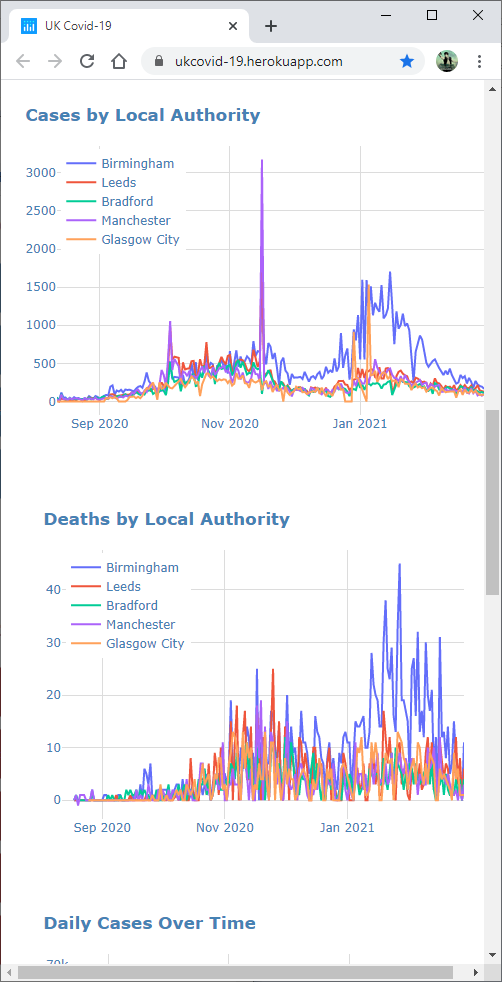 UK Covid-19
ukcovid-19.herokuapp.com
Cases by Local Authority
Birmingham
Leeds
Bradford
Manchester
Glasgow City
3000
2500
2000
1500
1000
500
0
Sep 2020 Nov 2020 Jan 2021
Deaths by Local Authority
Birmingham
Leeds
Bradford
Manchester
Glasgow City
40
30
20
10
0
Sep 2020 Nov 2020 Jan 2021
Daily Cases Over Time
70k